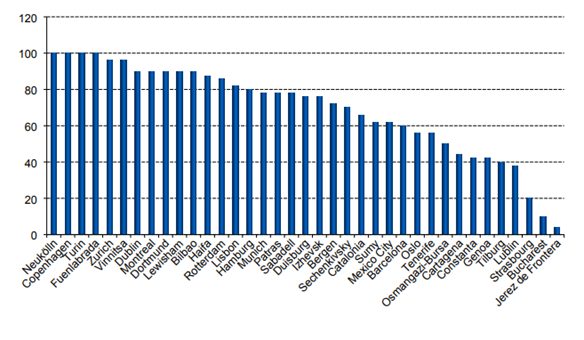 120
100
80
60
40
20
0
Neukölln
Copenhagen
Turin
Fuenlabrada
Zurich
Vinnitsa
Dublin
Montreal
Dortmund
Lewisham
Bilbao
Haifa
Rotterdam
Lisbon
Hamburg
Munich
Patras
Sabadell
Duisburg
Izhevsk
Bergen
Sechenkivsky
Catalonia
Sumy
Mexico City
Barcelona
Oslo
Tenerife
Osmangazi-Bursa
Cartagena
Constanta
Genoa
Tilburg
Lublin
Strasbourg
Bucharest
Jerez de Frontera